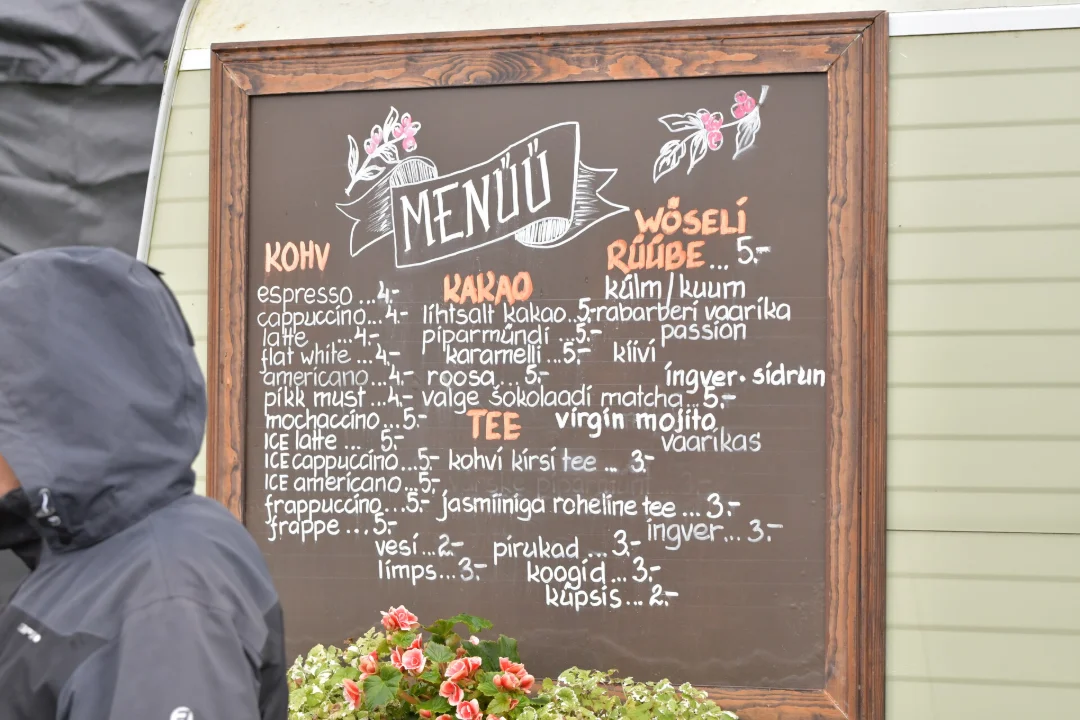 MENÜÜ
KOHV
espresso ... 4.-
cappuccino... 4.-
latte ... 4.-
flat white ... 4.-
americano... 4.-
pikk must ... 4.-
mochaccino... 5.-
ICE latte ... 5.-
ICE cappuccino... 5.-
ICE americano... 5.-
frappuccino... 5.-
frappe ... 5.-
KAKAO
lihtsalt kakao... 5.-
piparmündi ... 5.-
karamelli ... 5.-
roosa ... 5.-
valge šokolaadi matcha... 5.-
TEE
kohvi kirsi tee ... 3.-
jasmiiniga roheline tee ... 3.-
ingver... 3.-
WÖSELI
RÜÜBE ... 5.-
külm/kuum
rabarberi vaarika
passion
kiivi
ingver • sidrun
virgin mojito
vaarikas
vesi ... 2.-
limps... 3.-
pirukad ... 3.-
koogid ... 3.-
küpsis ... 2.-